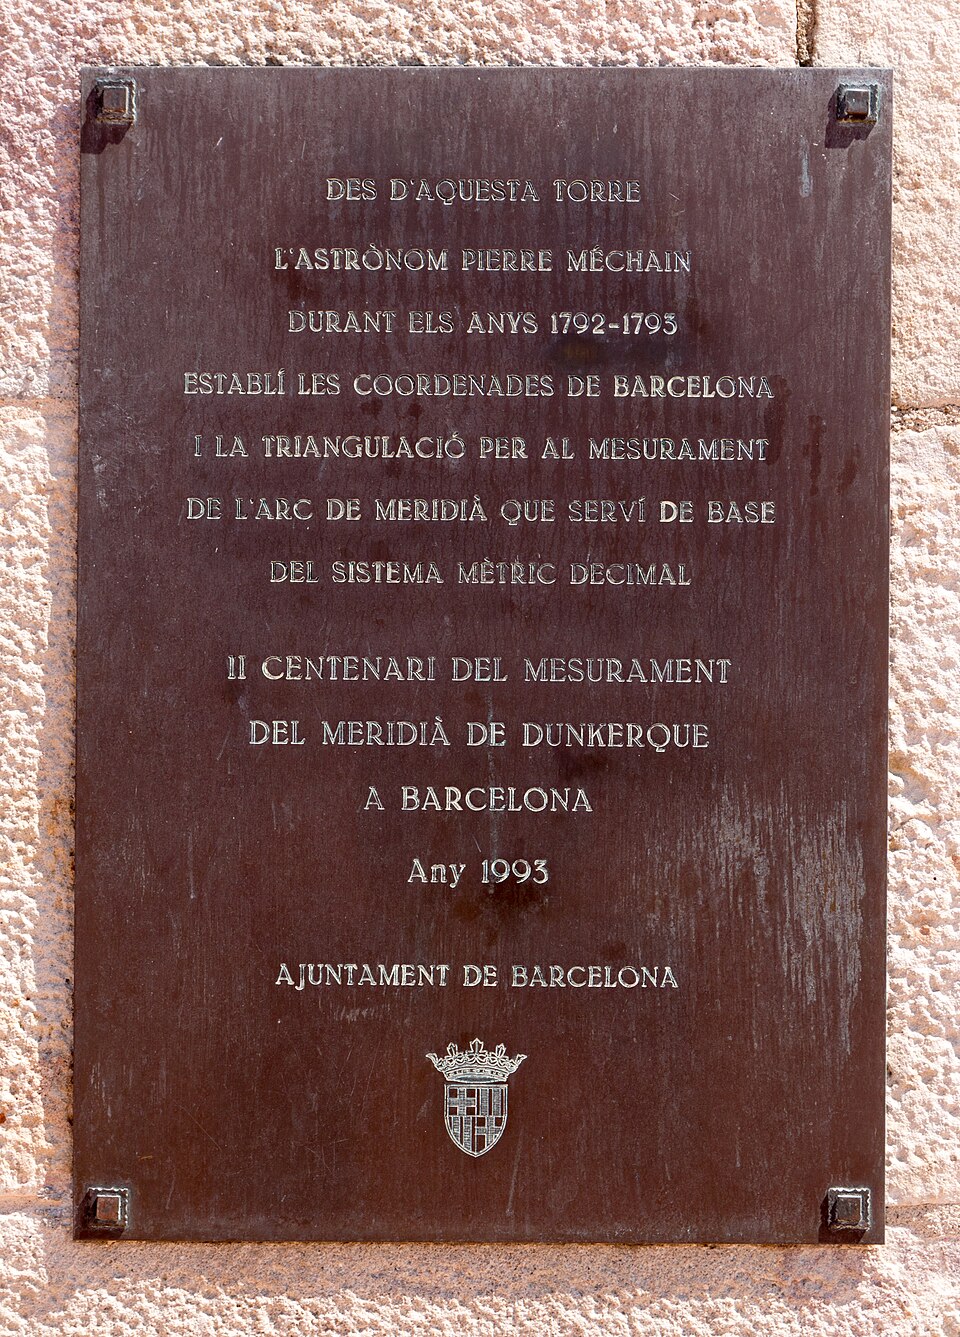 DES D'AQUESTA TORRE
L'ASTRÒNOM PIERRE MÉCHAIN
DURANT ELS ANYS 1792-1793
ESTABLÍ LES COORDENADES DE BARCELONA
I LA TRIANGULACIÓ PER AL MESURAMENT
DE L'ARC DE MERIDIÀ QUE SERVÍ DE BASE
DEL SISTEMA MÈTRIC DECIMAL
II CENTENARI DEL MESURAMENT
DEL MERIDIÀ DE DUNKERQUE
A BARCELONA
Any 1993
AJUNTAMENT DE BARCELONA